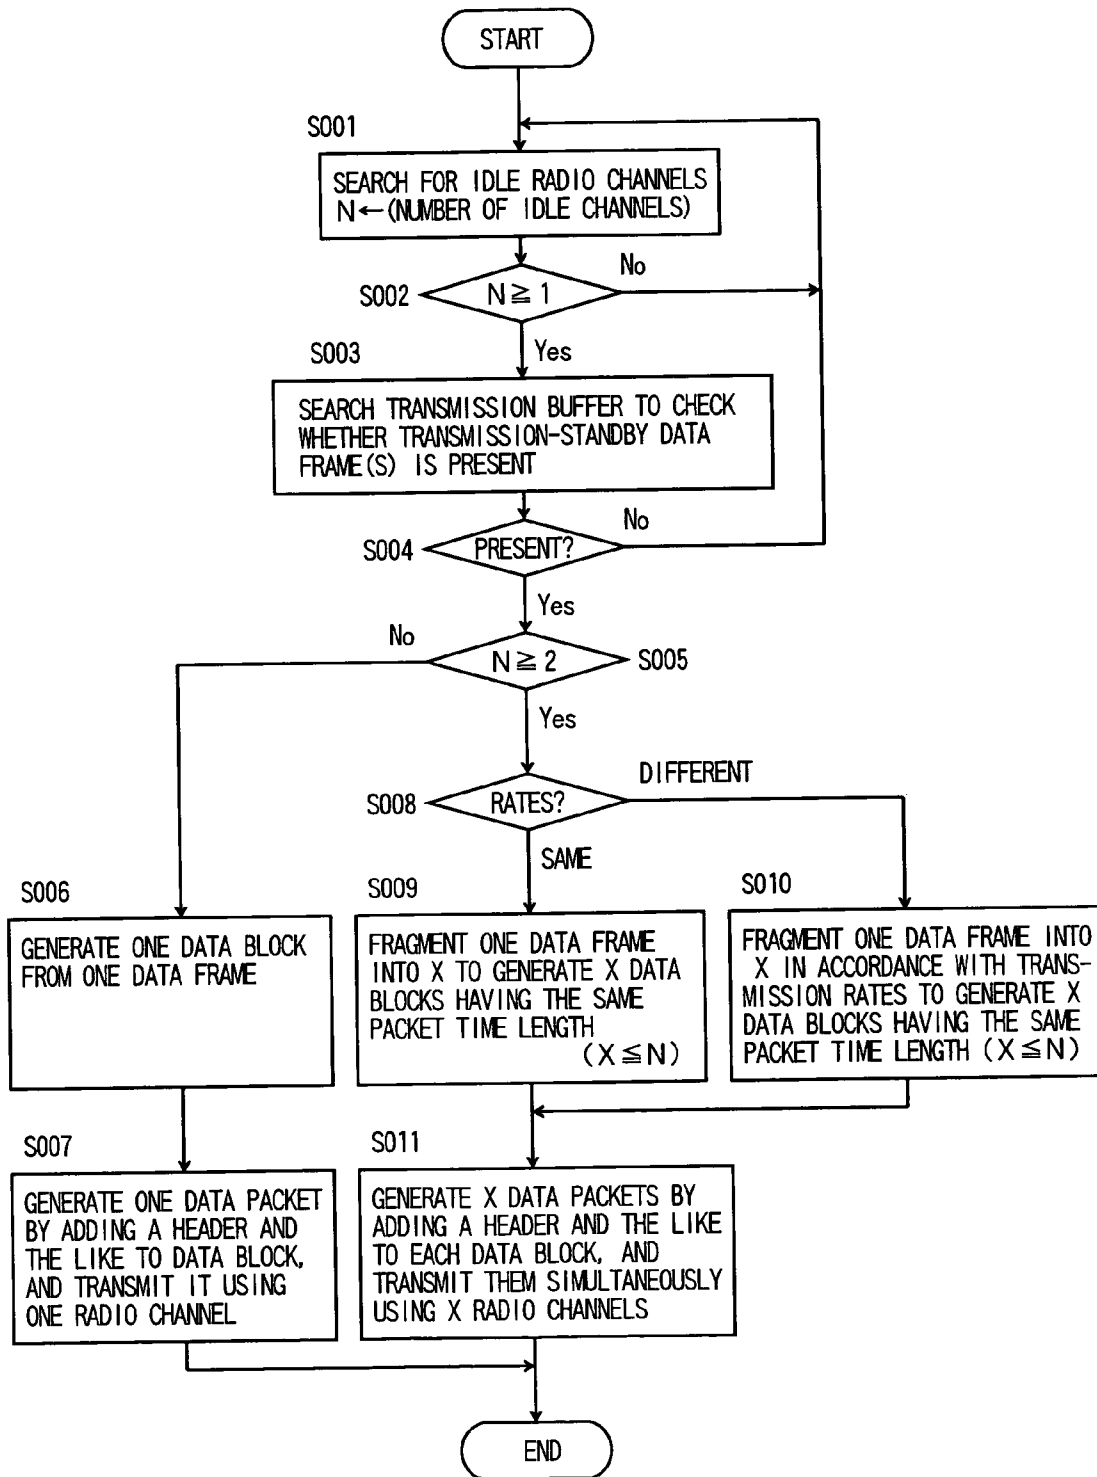 START
S001
SEARCH FOR IDLE RADIO CHANNELS
N←(NUMBER OF IDLE CHANNELS)
S002
N≧1
No
Yes
S003
SEARCH TRANSMISSION BUFFER TO CHECK
WHETHER TRANSMISSION-STANDBY DATA
FRAME(S) IS PRESENT
S004
PRESENT?
No
Yes
No
N≧2
S005
Yes
S008
RATES?
DIFFERENT
SAME
S006
GENERATE ONE DATA BLOCK
FROM ONE DATA FRAME
S009
FRAGMENT ONE DATA FRAME
INTO X TO GENERATE X DATA
BLOCKS HAVING THE SAME
PACKET TIME LENGTH
(X≦N)
S010
FRAGMENT ONE DATA FRAME INTO
X IN ACCORDANCE WITH TRANS-
MISSION RATES TO GENERATE X
DATA BLOCKS HAVING THE SAME
PACKET TIME LENGTH (X≦N)
S007
GENERATE ONE DATA PACKET
BY ADDING A HEADER AND
THE LIKE TO DATA BLOCK,
AND TRANSMIT IT USING
ONE RADIO CHANNEL
S011
GENERATE X DATA PACKETS BY
ADDING A HEADER AND THE LIKE
TO EACH DATA BLOCK, AND
TRANSMIT THEM SIMULTANEOUSLY
USING X RADIO CHANNELS
END